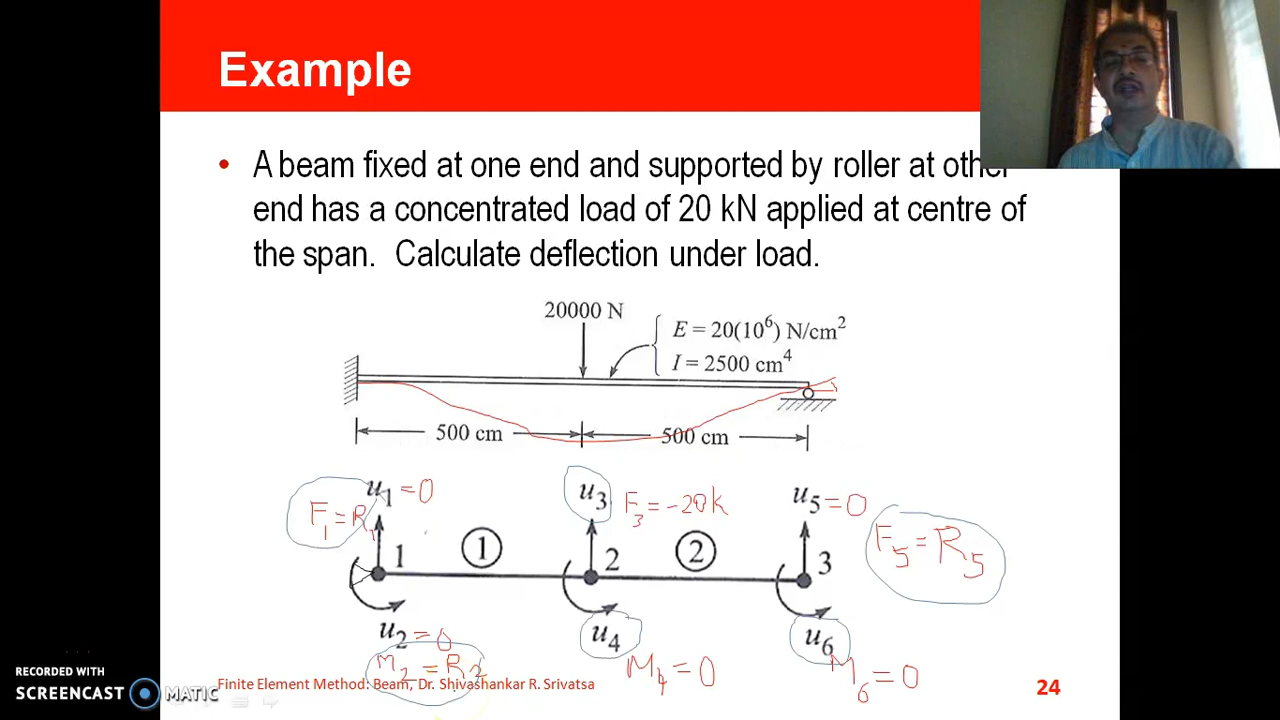 Example
• A beam fixed at one end and supported by roller at other
end has a concentrated load of 20 kN applied at centre of
the span. Calculate deflection under load.
20000 N
E = 20(10⁶) N/cm²
I = 2500 cm⁴
500 cm 500 cm
u₁ = 0 u₃ F₃ = -20k u₅ = 0
F₁ = R₁ F₅ = R₅
1 ① 2 ② 3
u₂ = 0 u₄ u₆
M₂ = R₂ M₄ = 0 M₆ = 0
RECORDED WITH
SCREENCAST MATIC
Finite Element Method: Beam, Dr. Shivashankar R. Srivatsa 24